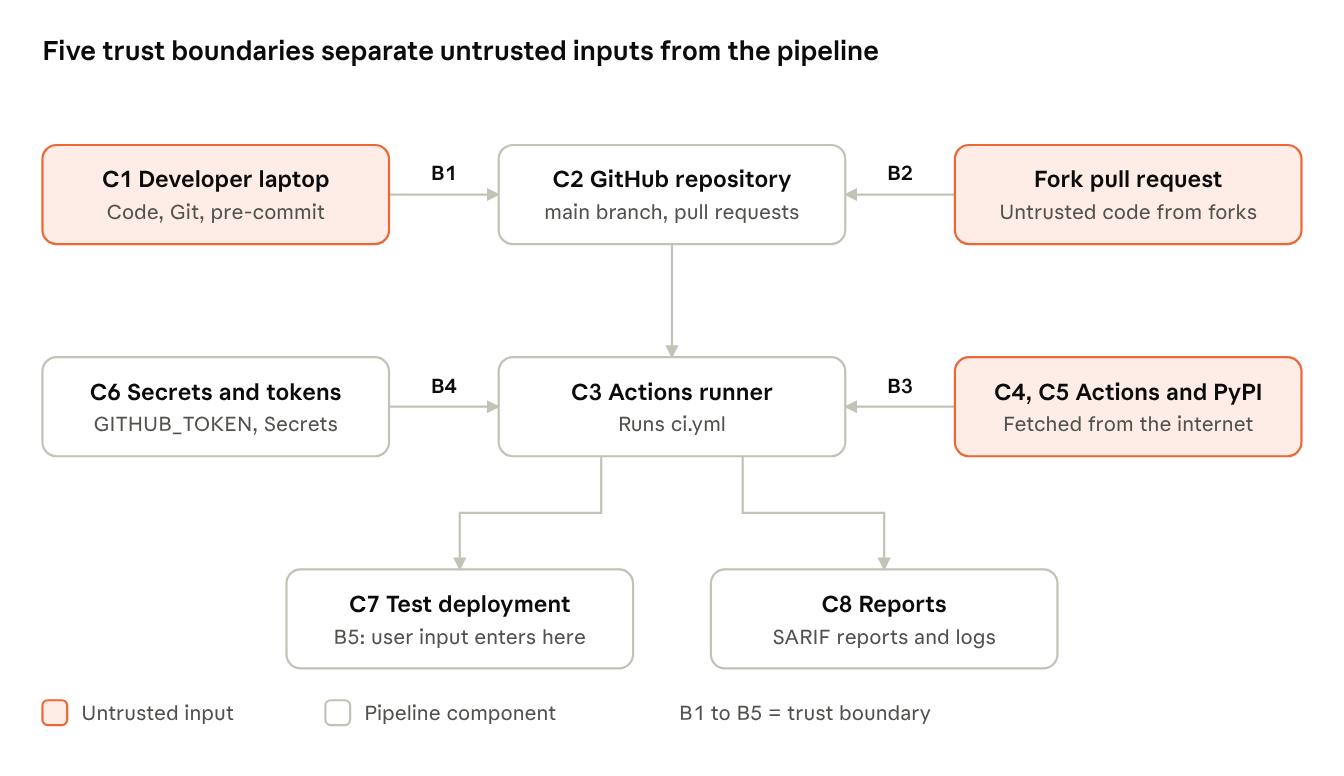 Five trust boundaries separate untrusted inputs from the pipeline
C1 Developer laptop
Code, Git, pre-commit
B1
C2 GitHub repository
main branch, pull requests
B2
Fork pull request
Untrusted code from forks
C6 Secrets and tokens
GITHUB_TOKEN, Secrets
B4
C3 Actions runner
Runs ci.yml
B3
C4, C5 Actions and PyPI
Fetched from the internet
C7 Test deployment
B5: user input enters here
C8 Reports
SARIF reports and logs
Untrusted input
Pipeline component
B1 to B5 = trust boundary